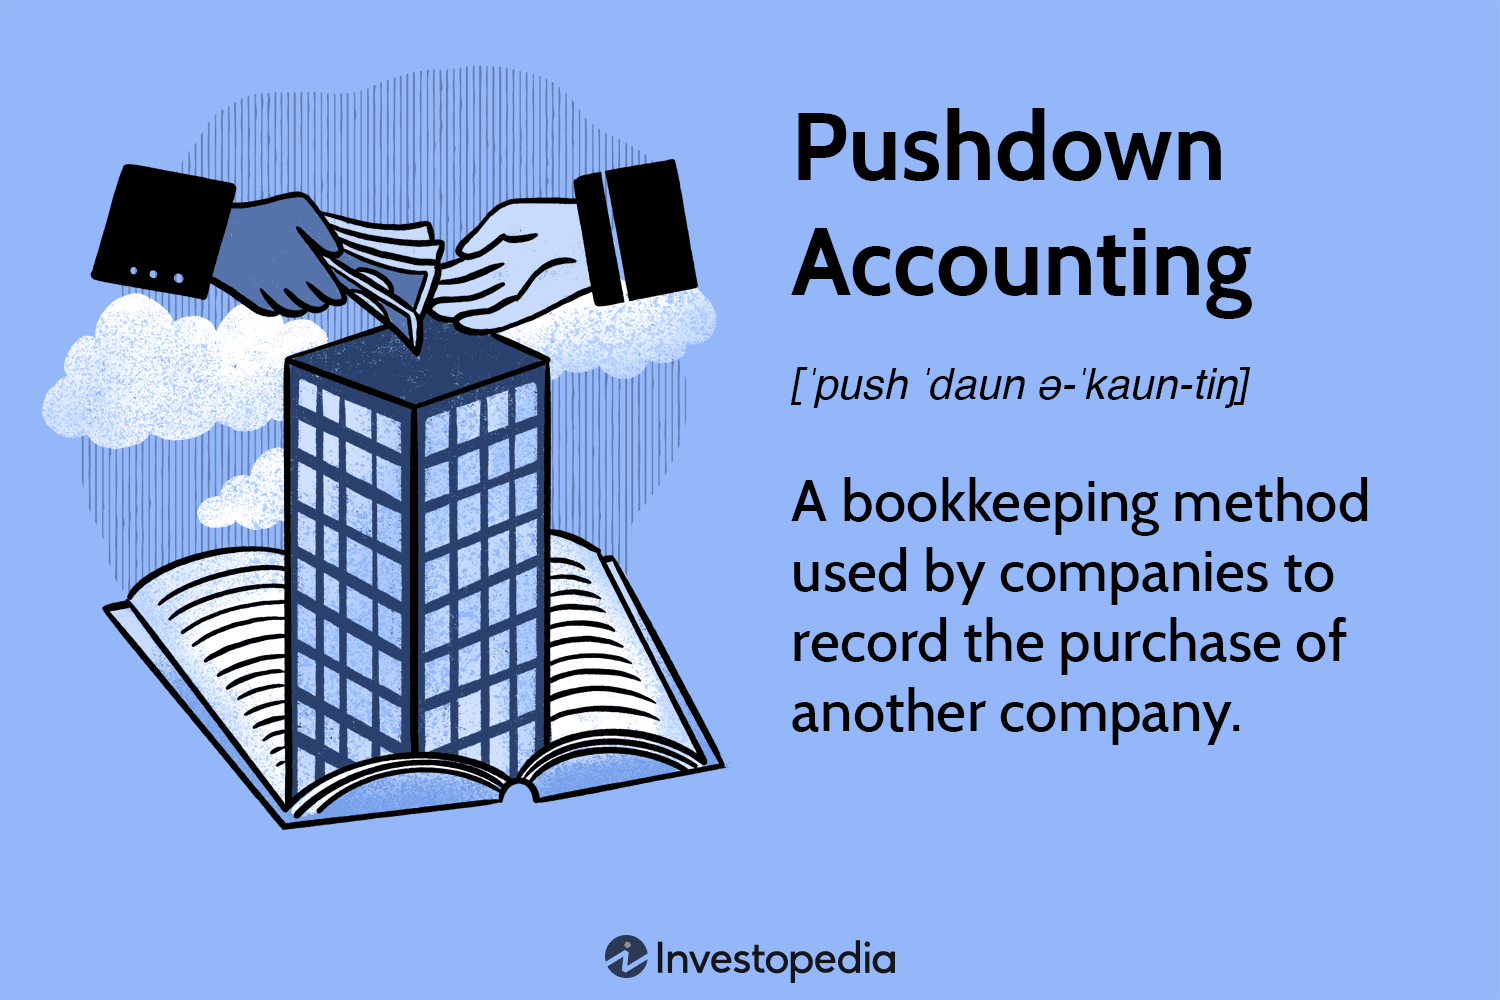 Pushdown
Accounting
[ˈpush ˈdaun ə-ˈkaun-tiŋ]
A bookkeeping method
used by companies to
record the purchase of
another company.
Investopedia